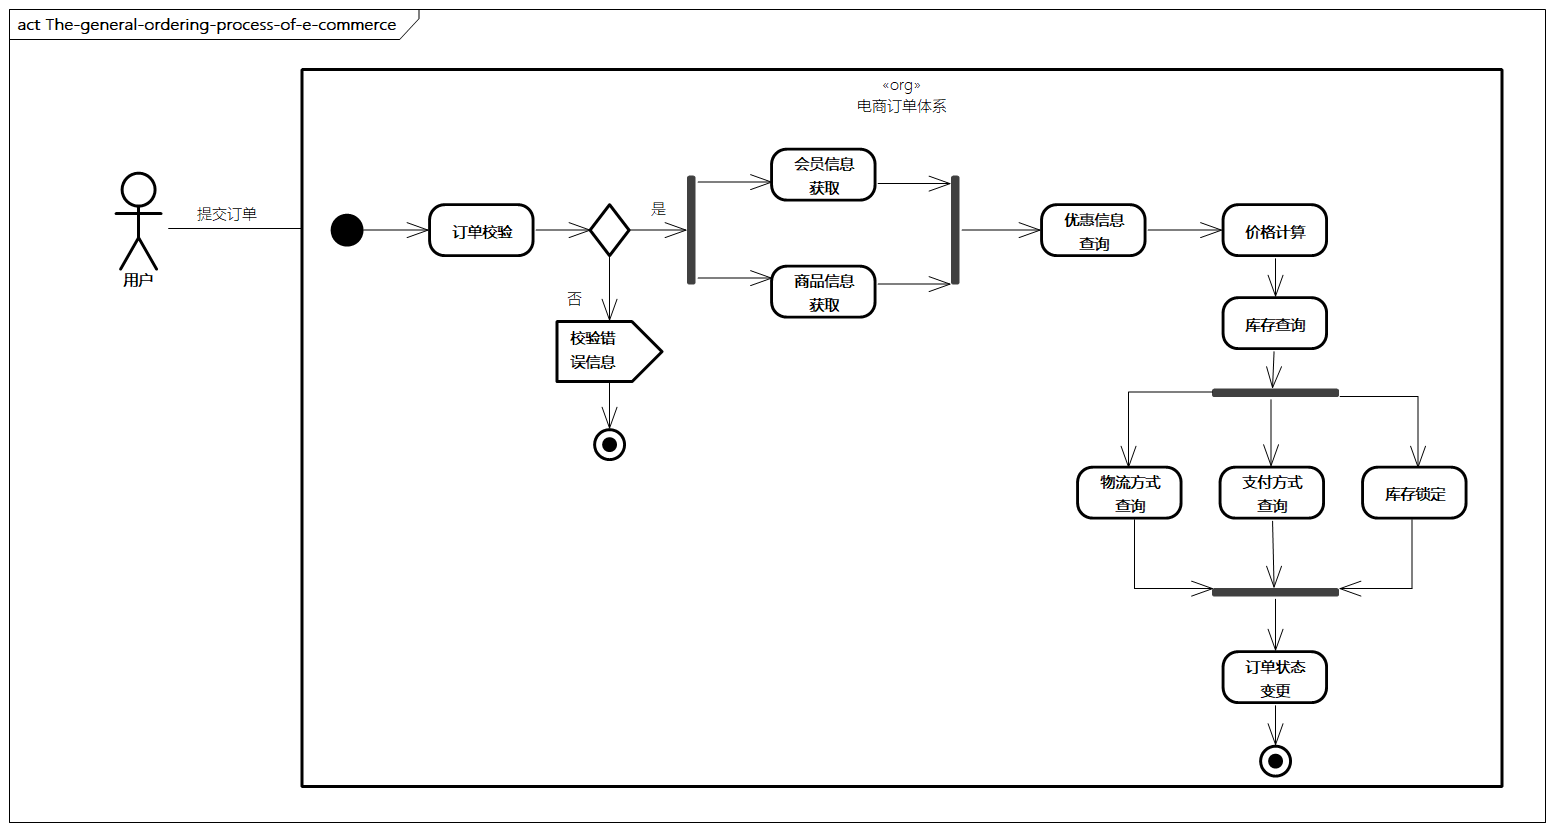 act The-general-ordering-process-of-e-commerce
«org»
电商订单体系
用户
提交订单
订单校验
是
否
校验错
误信息
会员信息
获取
商品信息
获取
优惠信息
查询
价格计算
库存查询
物流方式
查询
支付方式
查询
库存锁定
订单状态
变更